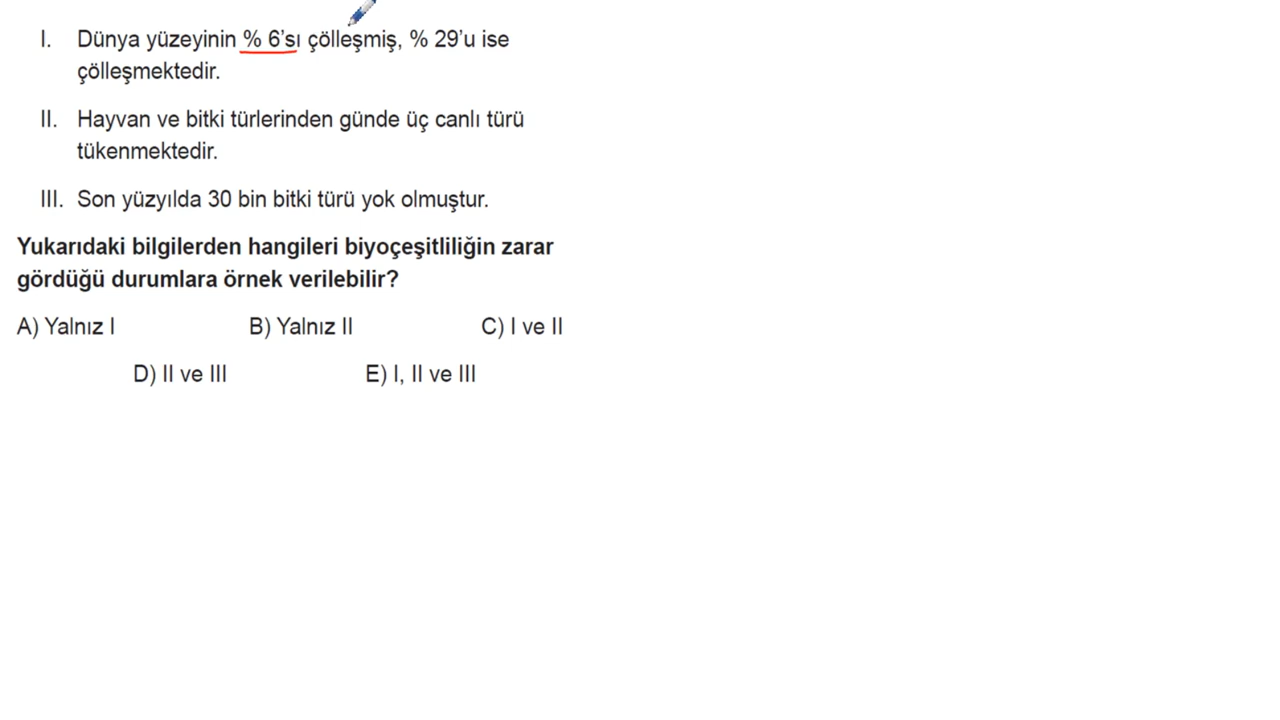 I. Dünya yüzeyinin % 6’sı çölleşmiş, % 29’u ise
çölleşmektedir.
II. Hayvan ve bitki türlerinden günde üç canlı türü
tükenmektedir.
III. Son yüzyılda 30 bin bitki türü yok olmuştur.
Yukarıdaki bilgilerden hangileri biyoçeşitliliğin zarar
gördüğü durumlara örnek verilebilir?
A) Yalnız I B) Yalnız II C) I ve II
D) II ve III E) I, II ve III